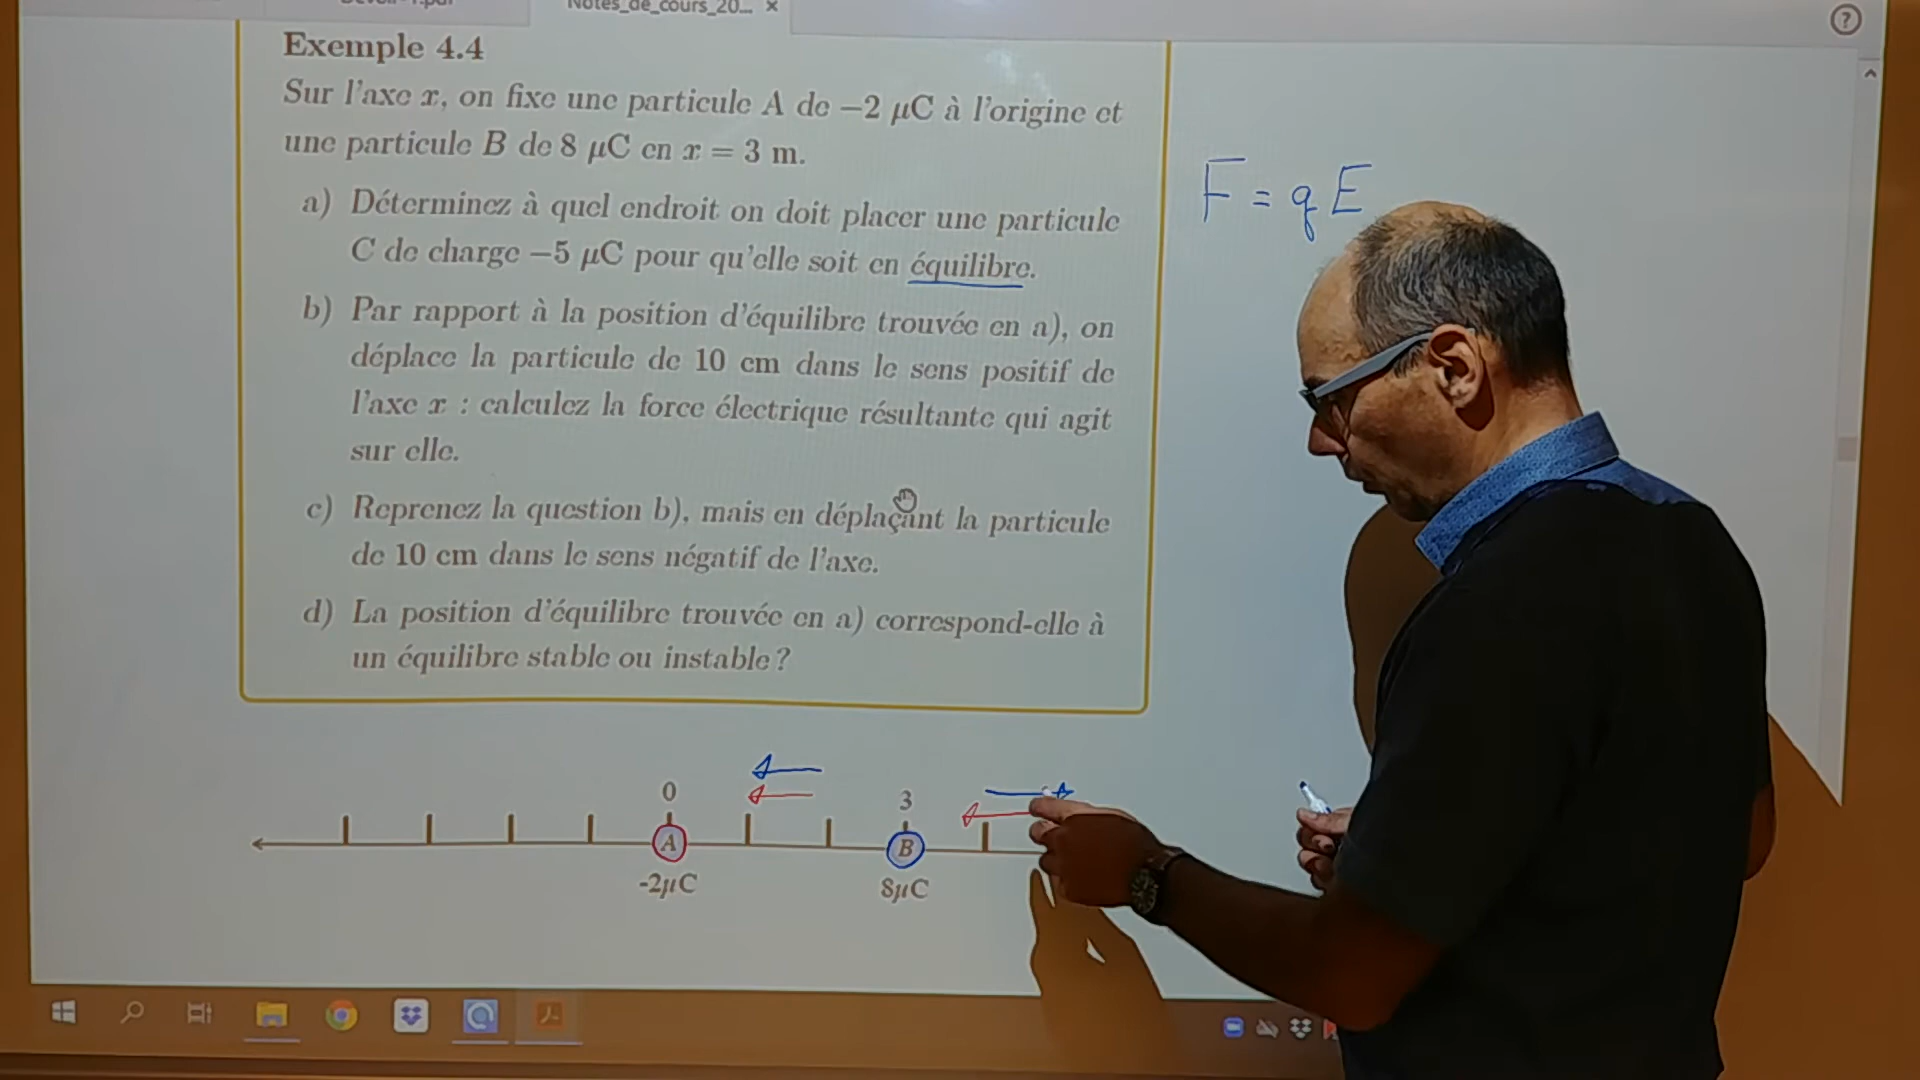 Notes_de_cours_20... ×
?
Exemple 4.4
Sur l'axe x, on fixe une particule A de −2 μC à l'origine et
une particule B de 8 μC en x = 3 m.
a) Déterminez à quel endroit on doit placer une particule
C de charge −5 μC pour qu'elle soit en équilibre.
b) Par rapport à la position d'équilibre trouvée en a), on
déplace la particule de 10 cm dans le sens positif de
l'axe x : calculez la force électrique résultante qui agit
sur elle.
c) Reprenez la question b), mais en déplaçant la particule
de 10 cm dans le sens négatif de l'axe.
d) La position d'équilibre trouvée en a) correspond-elle à
un équilibre stable ou instable ?
F = qE
0 3
A B
-2μC 8μC